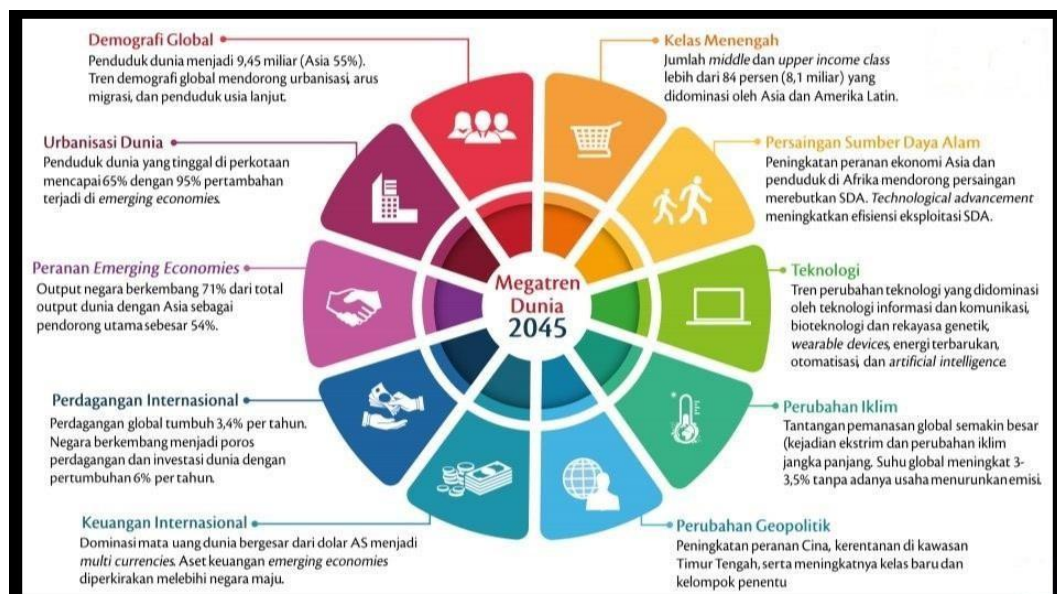 Demografi Global
Penduduk dunia menjadi 9,45 miliar (Asia 55%).
Tren demografi global mendorong urbanisasi, arus
migrasi, dan penduduk usia lanjut.
Urbanisasi Dunia
Penduduk dunia yang tinggal di perkotaan
mencapai 65% dengan 95% pertambahan
terjadi di emerging economies.
Peranan Emerging Economies
Output negara berkembang 71% dari total
output dunia dengan Asia sebagai
pendorong utama sebesar 54%.
Perdagangan Internasional
Perdagangan global tumbuh 3,4% per tahun.
Negara berkembang menjadi poros
perdagangan dan investasi dunia dengan
pertumbuhan 6% per tahun.
Keuangan Internasional
Dominasi mata uang dunia bergesar dari dolar AS menjadi
multi currencies. Aset keuangan emerging economies
diperkirakan melebihi negara maju.
Megatren
Dunia
2045
Kelas Menengah
Jumlah middle dan upper income class
lebih dari 84 persen (8,1 miliar) yang
didominasi oleh Asia dan Amerika Latin.
Persaingan Sumber Daya Alam
Peningkatan peranan ekonomi Asia dan
penduduk di Afrika mendorong persaingan
merebutkan SDA. Technological advancement
meningkatkan efisiensi eksploitasi SDA.
Teknologi
Tren perubahan teknologi yang didominasi
oleh teknologi informasi dan komunikasi,
bioteknologi dan rekayasa genetik,
wearable devices, energi terbarukan,
otomatisasi, dan artificial intelligence
Perubahan Iklim
Tantangan pemanasan global semakin besar
(kejadian ekstrim dan perubahan iklim
jangka panjang. Suhu global meningkat 3-
3,5% tanpa adanya usaha menurunkan emisi.
Perubahan Geopolitik
Peningkatan peranan Cina, kerentanan di kawasan
Timur Tengah, serta meningkatnya kelas baru dan
kelompok penentu